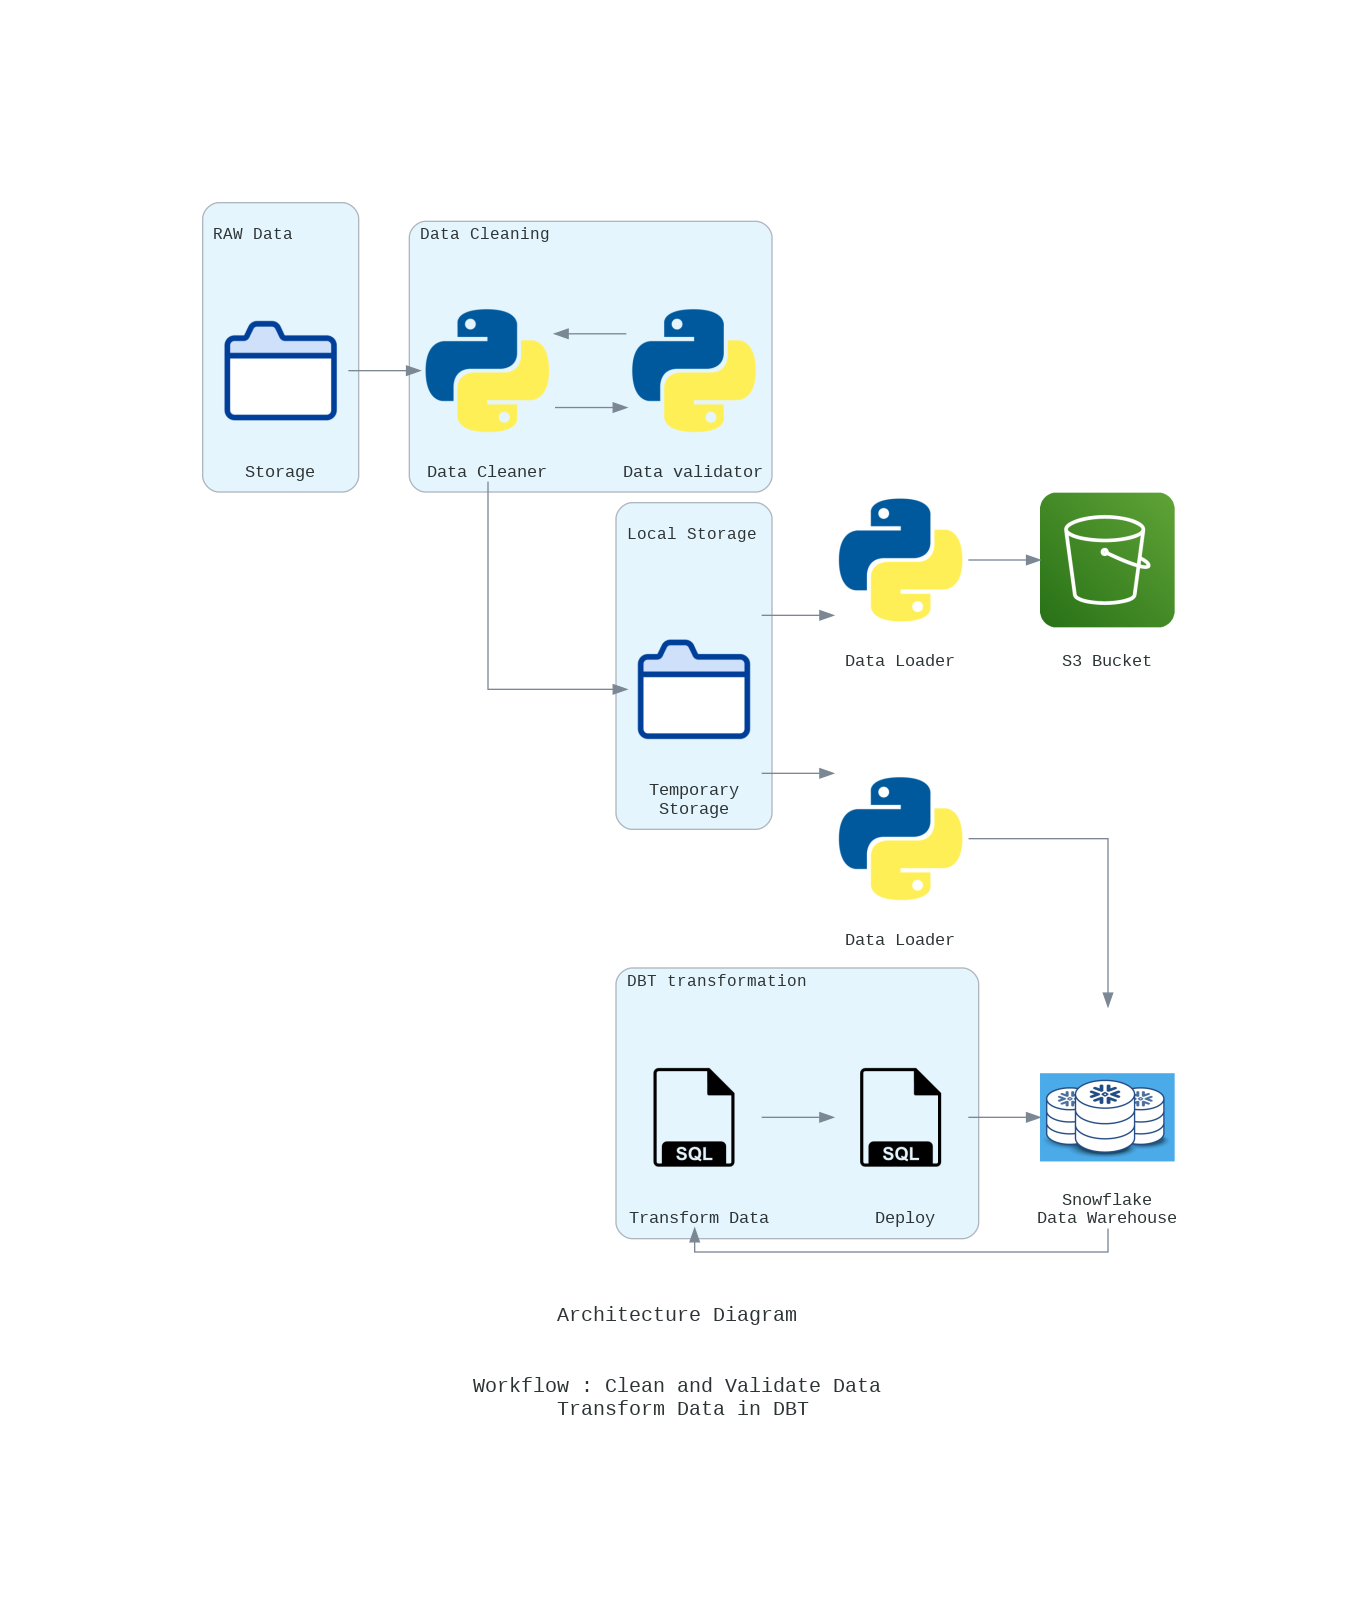 RAW Data
Data Cleaning
Storage
Data Cleaner
Data validator
Local Storage
Data Loader
S3 Bucket
Temporary
Storage
Data Loader
DBT transformation
SQL
SQL
Transform Data
Deploy
Snowflake
Data Warehouse
Architecture Diagram
Workflow : Clean and Validate Data
Transform Data in DBT